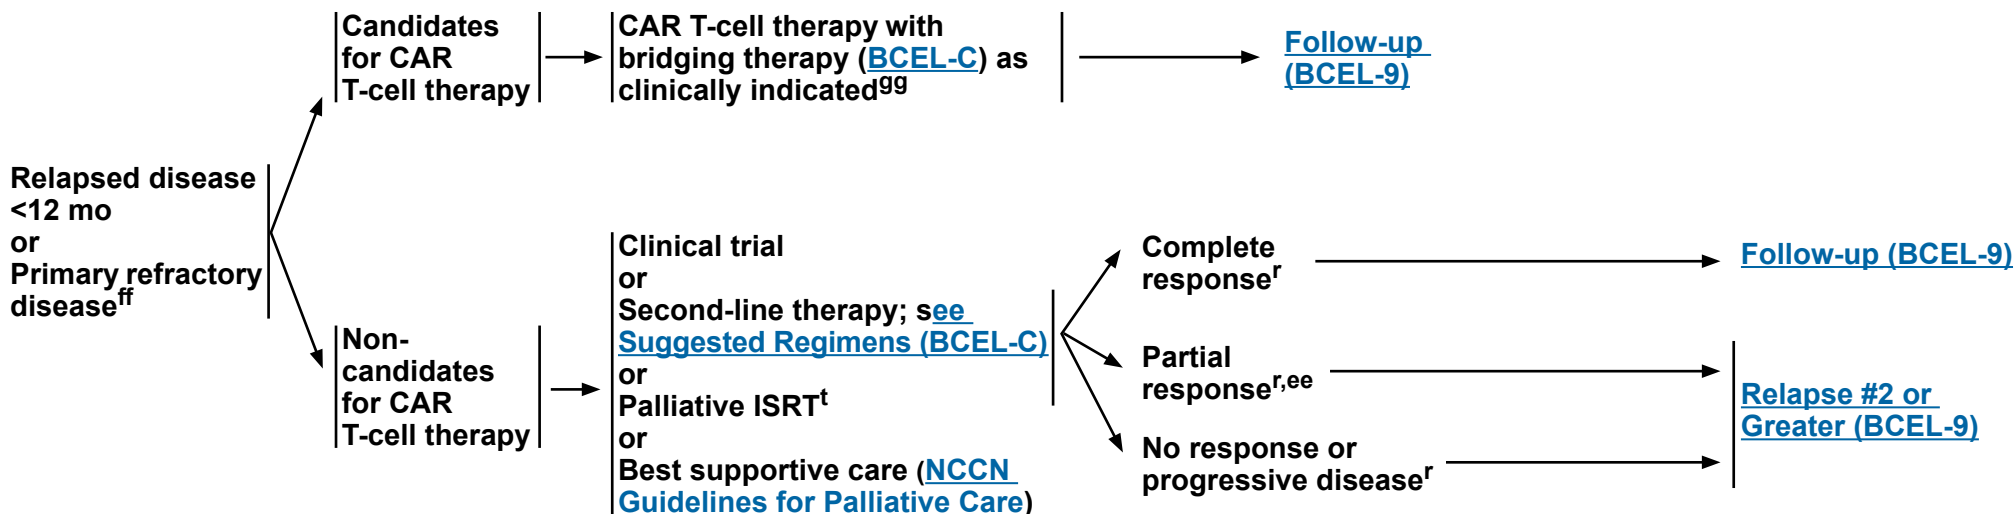 Candidates
for CAR
T-cell therapy
CAR T-cell therapy with
bridging therapy (BCEL-C) as
clinically indicatedgg
Follow-up
(BCEL-9)
Relapsed disease
<12 mo
or
Primary refractory
diseaseff
Non-
candidates
for CAR
T-cell therapy
Clinical trial
or
Second-line therapy; see
Suggested Regimens (BCEL-C)
or
Palliative ISRTt
or
Best supportive care (NCCN
Guidelines for Palliative Care)
Complete
responser
Follow-up (BCEL-9)
Partial
responser,ee
No response or
progressive diseaser
Relapse #2 or
Greater (BCEL-9)